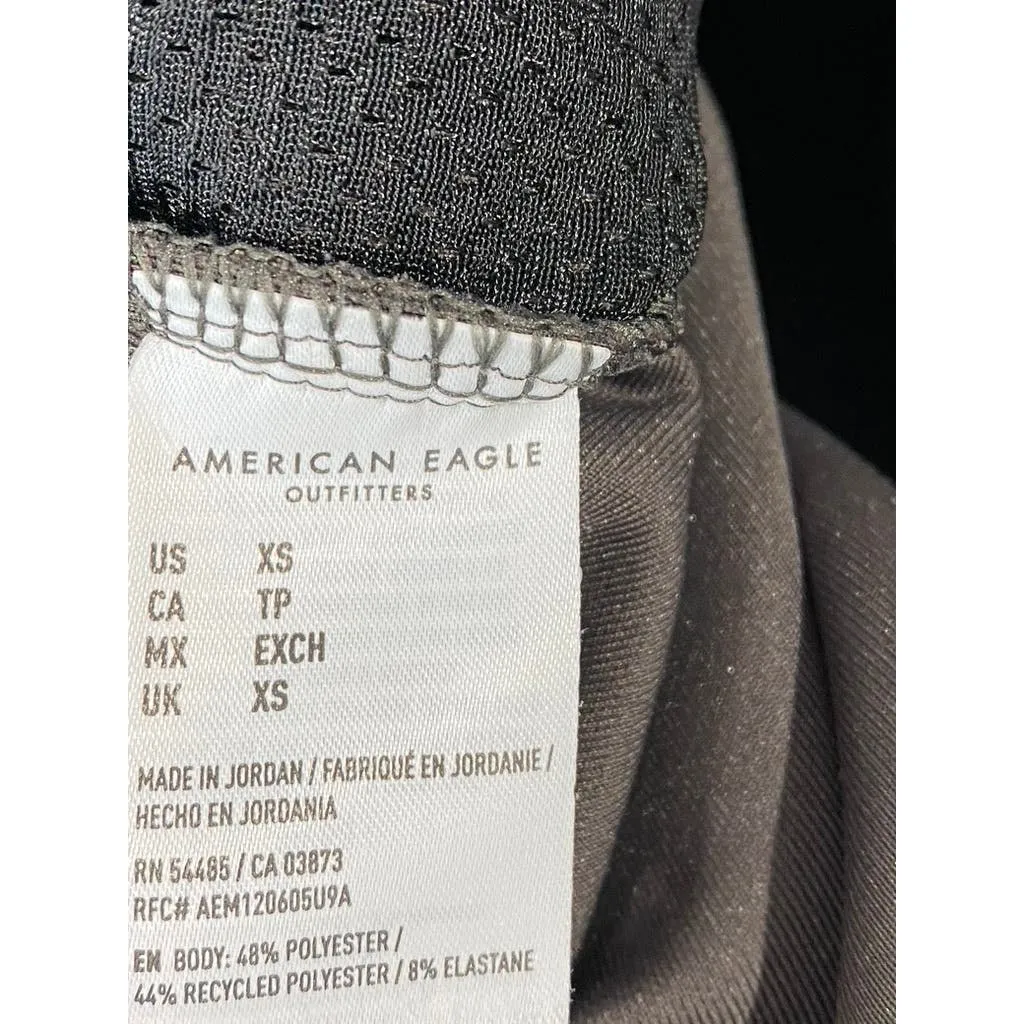 AMERICAN EAGLE
OUTFITTERS
US XS
CA TP
MX EXCH
UK XS
MADE IN JORDAN / FABRIQUÉ EN JORDANIE /
HECHO EN JORDANIA
RN 54485 / CA 03873
RFC# AEM120605U9A
EN BODY: 48% POLYESTER /
44% RECYCLED POLYESTER / 8% ELASTANE